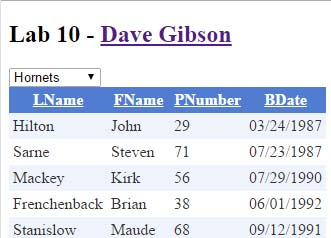 Lab 10 - Dave Gibson
Hornets
LName FName PNumber BDate
Hilton John 29 03/24/1987
Sarne Steven 71 07/23/1987
Mackey Kirk 56 07/29/1990
Frenchenback Brian 38 06/01/1992
Stanislow Maude 68 09/12/1991